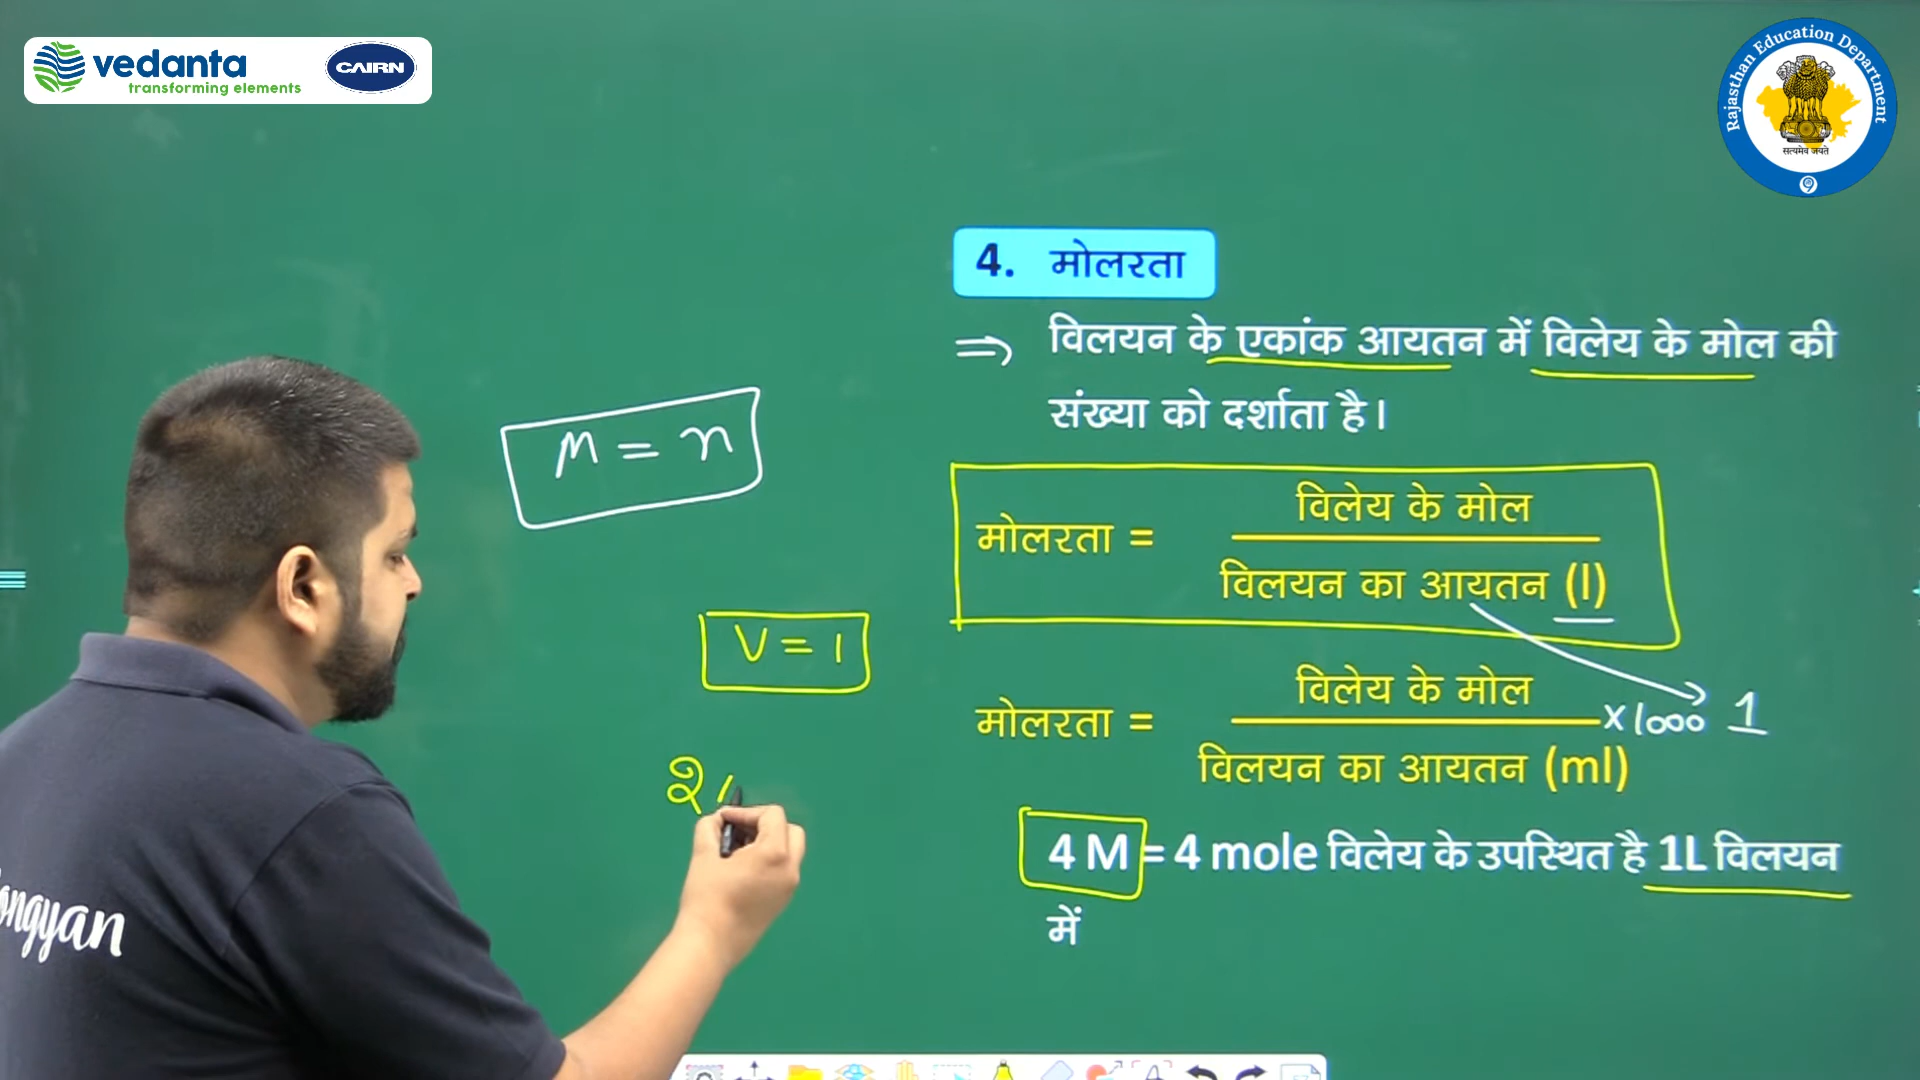 vedanta
transforming elements
CAIRN
Rajasthan Education Department
सत्यमेव जयते
4. मोलरता
⇒ विलयन के एकांक आयतन में विलेय के मोल की
संख्या को दर्शाता है।
M = n
मोलरता = विलेय के मोल
विलयन का आयतन (l)
V = 1
मोलरता = विलेय के मोल
x1000 1
विलयन का आयतन (ml)
4 M = 4 mole विलेय के उपस्थित है 1L विलयन
में